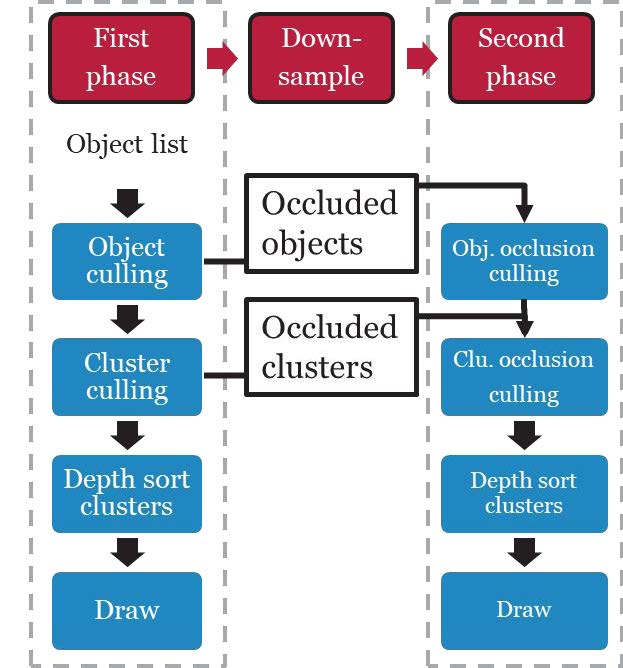 First
phase
Down-
sample
Second
phase
Object list
Occluded
objects
Object
culling
Obj. occlusion
culling
Occluded
clusters
Cluster
culling
Clu. occlusion
culling
Depth sort
clusters
Depth sort
clusters
Draw
Draw